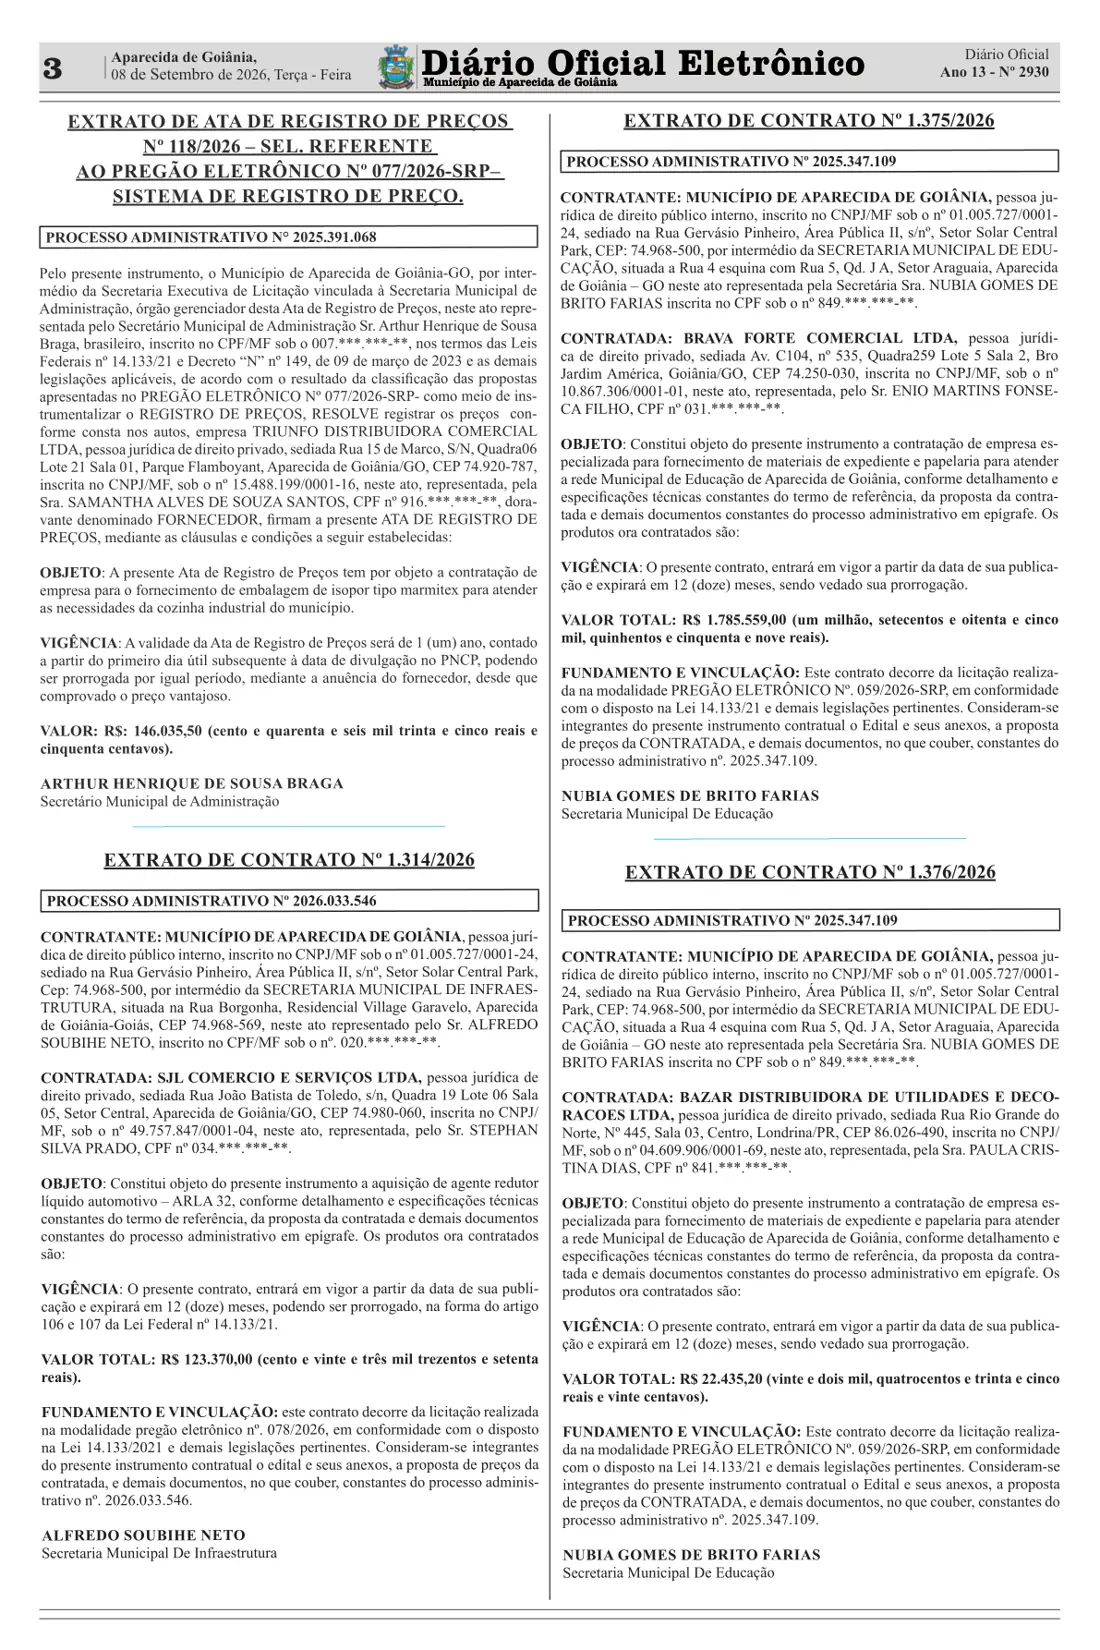 3
Aparecida de Goiânia,
08 de Setembro de 2026, Terça - Feira
Diário Oficial Eletrônico
Município de Aparecida de Goiânia
Diário Oficial
Ano 13 - Nº 2930
EXTRATO DE ATA DE REGISTRO DE PREÇOS
Nº 118/2026 – SEL. REFERENTE
AO PREGÃO ELETRÔNICO Nº 077/2026-SRP–
SISTEMA DE REGISTRO DE PREÇO.
PROCESSO ADMINISTRATIVO N° 2025.391.068
Pelo presente instrumento, o Município de Aparecida de Goiânia-GO, por inter-
médio da Secretaria Executiva de Licitação vinculada à Secretaria Municipal de
Administração, órgão gerenciador desta Ata de Registro de Preços, neste ato repre-
sentada pelo Secretário Municipal de Administração Sr. Arthur Henrique de Sousa
Braga, brasileiro, inscrito no CPF/MF sob o 007.***.***-**, nos termos das Leis
Federais nº 14.133/21 e Decreto “N” nº 149, de 09 de março de 2023 e as demais
legislações aplicáveis, de acordo com o resultado da classificação das propostas
apresentadas no PREGÃO ELETRÔNICO Nº 077/2026-SRP- como meio de ins-
trumentalizar o REGISTRO DE PREÇOS, RESOLVE registrar os preços con-
forme consta nos autos, empresa TRIUNFO DISTRIBUIDORA COMERCIAL
LTDA, pessoa jurídica de direito privado, sediada Rua 15 de Marco, S/N, Quadra06
Lote 21 Sala 01, Parque Flamboyant, Aparecida de Goiânia/GO, CEP 74.920-787,
inscrita no CNPJ/MF, sob o nº 15.488.199/0001-16, neste ato, representada, pela
Sra. SAMANTHA ALVES DE SOUZA SANTOS, CPF nº 916.***.***-**, dora-
vante denominado FORNECEDOR, firmam a presente ATA DE REGISTRO DE
PREÇOS, mediante as cláusulas e condições a seguir estabelecidas:
OBJETO: A presente Ata de Registro de Preços tem por objeto a contratação de
empresa para o fornecimento de embalagem de isopor tipo marmitex para atender
as necessidades da cozinha industrial do município.
VIGÊNCIA: A validade da Ata de Registro de Preços será de 1 (um) ano, contado
a partir do primeiro dia útil subsequente à data de divulgação no PNCP, podendo
ser prorrogada por igual período, mediante a anuência do fornecedor, desde que
comprovado o preço vantajoso.
VALOR: R$: 146.035,50 (cento e quarenta e seis mil trinta e cinco reais e
cinquenta centavos).
ARTHUR HENRIQUE DE SOUSA BRAGA
Secretário Municipal de Administração
EXTRATO DE CONTRATO Nº 1.314/2026
PROCESSO ADMINISTRATIVO Nº 2026.033.546
CONTRATANTE: MUNICÍPIO DE APARECIDA DE GOIÂNIA, pessoa jurí-
dica de direito público interno, inscrito no CNPJ/MF sob o nº 01.005.727/0001-24,
sediado na Rua Gervásio Pinheiro, Área Pública II, s/nº, Setor Solar Central Park,
Cep: 74.968-500, por intermédio da SECRETARIA MUNICIPAL DE INFRAES-
TRUTURA, situada na Rua Borgonha, Residencial Village Garavelo, Aparecida
de Goiânia-Goiás, CEP 74.968-569, neste ato representado pelo Sr. ALFREDO
SOUBIHE NETO, inscrito no CPF/MF sob o nº. 020.***.***-**.
CONTRATADA: SJL COMERCIO E SERVIÇOS LTDA, pessoa jurídica de
direito privado, sediada Rua João Batista de Toledo, s/n, Quadra 19 Lote 06 Sala
05, Setor Central, Aparecida de Goiânia/GO, CEP 74.980-060, inscrita no CNPJ/
MF, sob o nº 49.757.847/0001-04, neste ato, representada, pelo Sr. STEPHAN
SILVA PRADO, CPF nº 034.***.***-**.
OBJETO: Constitui objeto do presente instrumento a aquisição de agente redutor
líquido automotivo – ARLA 32, conforme detalhamento e especificações técnicas
constantes do termo de referência, da proposta da contratada e demais documentos
constantes do processo administrativo em epígrafe. Os produtos ora contratados
são:
VIGÊNCIA: O presente contrato, entrará em vigor a partir da data de sua publi-
cação e expirará em 12 (doze) meses, podendo ser prorrogado, na forma do artigo
106 e 107 da Lei Federal nº 14.133/21.
VALOR TOTAL: R$ 123.370,00 (cento e vinte e três mil trezentos e setenta
reais).
FUNDAMENTO E VINCULAÇÃO: este contrato decorre da licitação realizada
na modalidade pregão eletrônico nº. 078/2026, em conformidade com o disposto
na Lei 14.133/2021 e demais legislações pertinentes. Consideram-se integrantes
do presente instrumento contratual o edital e seus anexos, a proposta de preços da
contratada, e demais documentos, no que couber, constantes do processo adminis-
trativo nº. 2026.033.546.
ALFREDO SOUBIHE NETO
Secretaria Municipal De Infraestrutura
EXTRATO DE CONTRATO Nº 1.375/2026
PROCESSO ADMINISTRATIVO Nº 2025.347.109
CONTRATANTE: MUNICÍPIO DE APARECIDA DE GOIÂNIA, pessoa ju-
rídica de direito público interno, inscrito no CNPJ/MF sob o nº 01.005.727/0001-
24, sediado na Rua Gervásio Pinheiro, Área Pública II, s/nº, Setor Solar Central
Park, CEP: 74.968-500, por intermédio da SECRETARIA MUNICIPAL DE EDU-
CAÇÃO, situada a Rua 4 esquina com Rua 5, Qd. J A, Setor Araguaia, Aparecida
de Goiânia – GO neste ato representada pela Secretária Sra. NUBIA GOMES DE
BRITO FARIAS inscrita no CPF sob o nº 849.***.***-**.
CONTRATADA: BRAVA FORTE COMERCIAL LTDA, pessoa jurídi-
ca de direito privado, sediada Av. C104, nº 535, Quadra259 Lote 5 Sala 2, Bro
Jardim América, Goiânia/GO, CEP 74.250-030, inscrita no CNPJ/MF, sob o nº
10.867.306/0001-01, neste ato, representada, pelo Sr. ENIO MARTINS FONSE-
CA FILHO, CPF nº 031.***.***-**.
OBJETO: Constitui objeto do presente instrumento a contratação de empresa es-
pecializada para fornecimento de materiais de expediente e papelaria para atender
a rede Municipal de Educação de Aparecida de Goiânia, conforme detalhamento e
especificações técnicas constantes do termo de referência, da proposta da contra-
tada e demais documentos constantes do processo administrativo em epígrafe. Os
produtos ora contratados são:
VIGÊNCIA: O presente contrato, entrará em vigor a partir da data de sua publica-
ção e expirará em 12 (doze) meses, sendo vedado sua prorrogação.
VALOR TOTAL: R$ 1.785.559,00 (um milhão, setecentos e oitenta e cinco
mil, quinhentos e cinquenta e nove reais).
FUNDAMENTO E VINCULAÇÃO: Este contrato decorre da licitação realiza-
da na modalidade PREGÃO ELETRÔNICO Nº. 059/2026-SRP, em conformidade
com o disposto na Lei 14.133/21 e demais legislações pertinentes. Consideram-se
integrantes do presente instrumento contratual o Edital e seus anexos, a proposta
de preços da CONTRATADA, e demais documentos, no que couber, constantes do
processo administrativo nº. 2025.347.109.
NUBIA GOMES DE BRITO FARIAS
Secretaria Municipal De Educação
EXTRATO DE CONTRATO Nº 1.376/2026
PROCESSO ADMINISTRATIVO Nº 2025.347.109
CONTRATANTE: MUNICÍPIO DE APARECIDA DE GOIÂNIA, pessoa ju-
rídica de direito público interno, inscrito no CNPJ/MF sob o nº 01.005.727/0001-
24, sediado na Rua Gervásio Pinheiro, Área Pública II, s/nº, Setor Solar Central
Park, CEP: 74.968-500, por intermédio da SECRETARIA MUNICIPAL DE EDU-
CAÇÃO, situada a Rua 4 esquina com Rua 5, Qd. J A, Setor Araguaia, Aparecida
de Goiânia – GO neste ato representada pela Secretária Sra. NUBIA GOMES DE
BRITO FARIAS inscrita no CPF sob o nº 849.***.***-**.
CONTRATADA: BAZAR DISTRIBUIDORA DE UTILIDADES E DECO-
RACOES LTDA, pessoa jurídica de direito privado, sediada Rua Rio Grande do
Norte, Nº 445, Sala 03, Centro, Londrina/PR, CEP 86.026-490, inscrita no CNPJ/
MF, sob o nº 04.609.906/0001-69, neste ato, representada, pela Sra. PAULA CRIS-
TINA DIAS, CPF nº 841.***.***-**.
OBJETO: Constitui objeto do presente instrumento a contratação de empresa es-
pecializada para fornecimento de materiais de expediente e papelaria para atender
a rede Municipal de Educação de Aparecida de Goiânia, conforme detalhamento e
especificações técnicas constantes do termo de referência, da proposta da contra-
tada e demais documentos constantes do processo administrativo em epígrafe. Os
produtos ora contratados são:
VIGÊNCIA: O presente contrato, entrará em vigor a partir da data de sua publica-
ção e expirará em 12 (doze) meses, sendo vedado sua prorrogação.
VALOR TOTAL: R$ 22.435,20 (vinte e dois mil, quatrocentos e trinta e cinco
reais e vinte centavos).
FUNDAMENTO E VINCULAÇÃO: Este contrato decorre da licitação realiza-
da na modalidade PREGÃO ELETRÔNICO Nº. 059/2026-SRP, em conformidade
com o disposto na Lei 14.133/21 e demais legislações pertinentes. Consideram-se
integrantes do presente instrumento contratual o Edital e seus anexos, a proposta
de preços da CONTRATADA, e demais documentos, no que couber, constantes do
processo administrativo nº. 2025.347.109.
NUBIA GOMES DE BRITO FARIAS
Secretaria Municipal De Educação